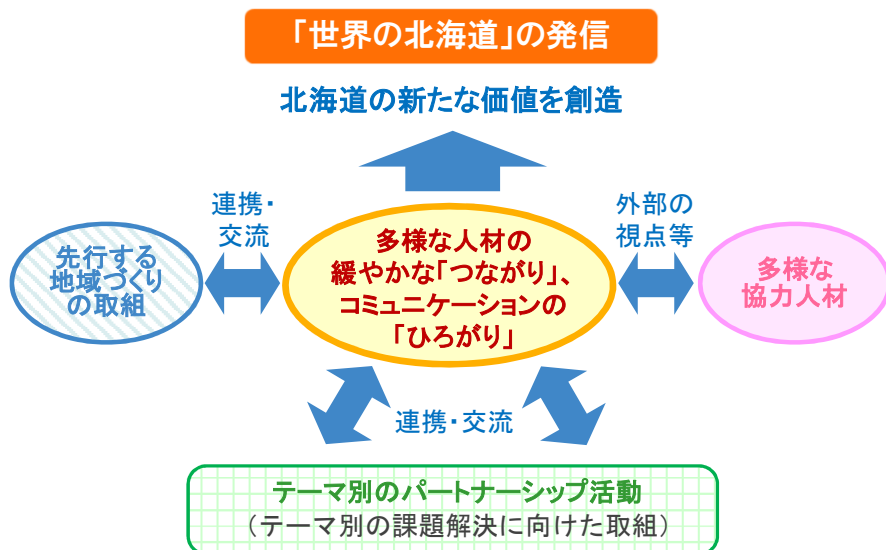 「世界の北海道」の発信
北海道の新たな価値を創造
連携・
交流
外部の
視点等
先行する
地域づくり
の取組
多様な人材の
緩やかな「つながり」、
コミュニケーションの
「ひろがり」
多様な
協力人材
連携・交流
テーマ別のパートナーシップ活動
（テーマ別の課題解決に向けた取組）